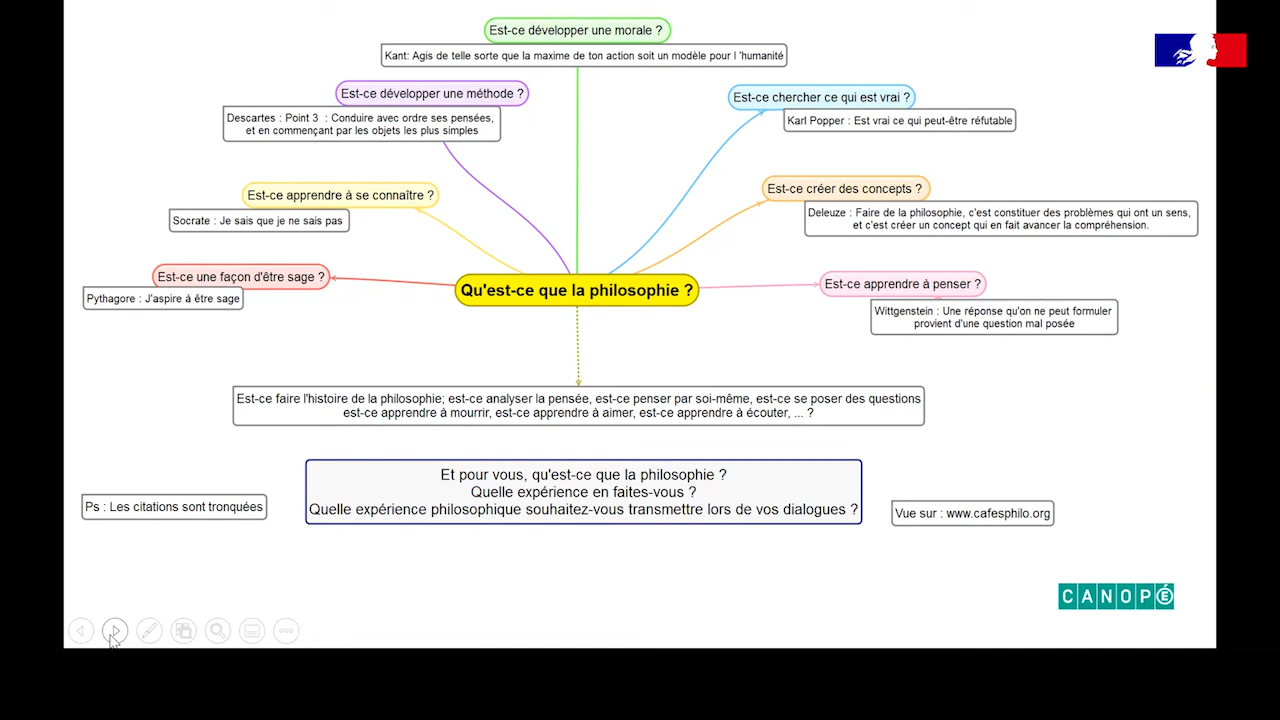 Est-ce développer une morale ?
Kant: Agis de telle sorte que la maxime de ton action soit un modèle pour l 'humanité
Est-ce développer une méthode ?
Descartes : Point 3  : Conduire avec ordre ses pensées,
et en commençant par les objets les plus simples
Est-ce chercher ce qui est vrai ?
Karl Popper : Est vrai ce qui peut-être réfutable
Est-ce apprendre à se connaître ?
Socrate : Je sais que je ne sais pas
Est-ce créer des concepts ?
Deleuze : Faire de la philosophie, c'est constituer des problèmes qui ont un sens,
et c'est créer un concept qui en fait avancer la compréhension.
Est-ce une façon d'être sage ?
Pythagore : J'aspire à être sage
Qu'est-ce que la philosophie ?
Est-ce apprendre à penser ?
Wittgenstein : Une réponse qu'on ne peut formuler
provient d'une question mal posée
Est-ce faire l'histoire de la philosophie; est-ce analyser la pensée, est-ce penser par soi-même, est-ce se poser des questions
est-ce apprendre à mourrir, est-ce apprendre à aimer, est-ce apprendre à écouter, ... ?
Et pour vous, qu'est-ce que la philosophie ?
Quelle expérience en faites-vous ?
Quelle expérience philosophique souhaitez-vous transmettre lors de vos dialogues ?
Ps : Les citations sont tronquées
Vue sur : www.cafesphilo.org
CANOPÉ